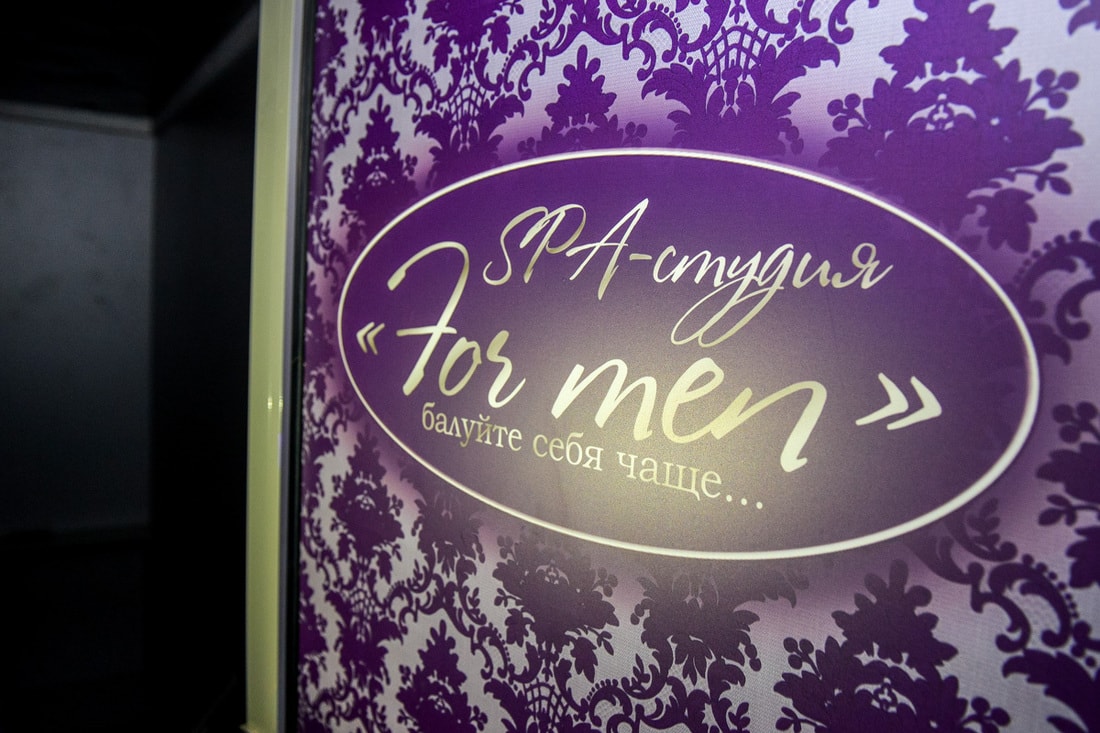 SPA-студия
«For men»
балуйте себя чаще...